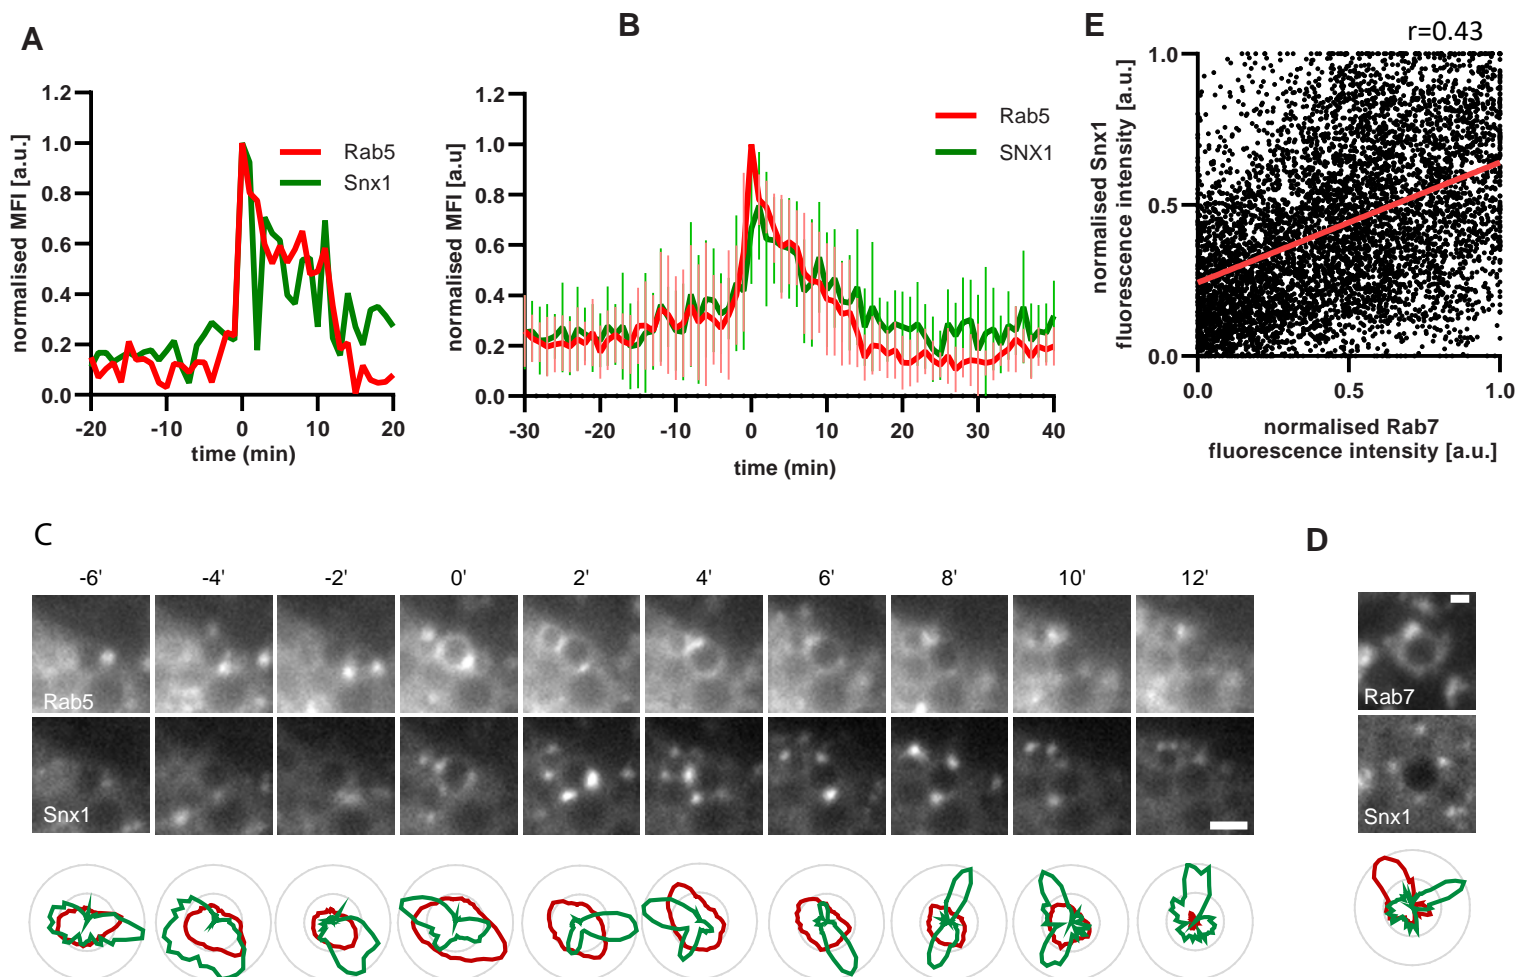 A
1.2
1.0
0.8
0.6
0.4
0.2
0.0
normalised MFI [a.u.]
Rab5
Snx1
-20
-10
0
10
20
time (min)
B
1.2
1.0
0.8
0.6
0.4
0.2
0.0
normalised MFI [a.u]
Rab5
SNX1
-30
-20
-10
0
10
20
30
40
time (min)
E
r=0.43
1.0
0.5
0.0
normalised Snx1
fluorescence intensity [a.u.]
0.0
0.5
1.0
normalised Rab7
fluorescence intensity [a.u.]
C
-6'
-4'
-2'
0'
2'
4'
6'
8'
10'
12'
Rab5
Snx1
D
Rab7
Snx1